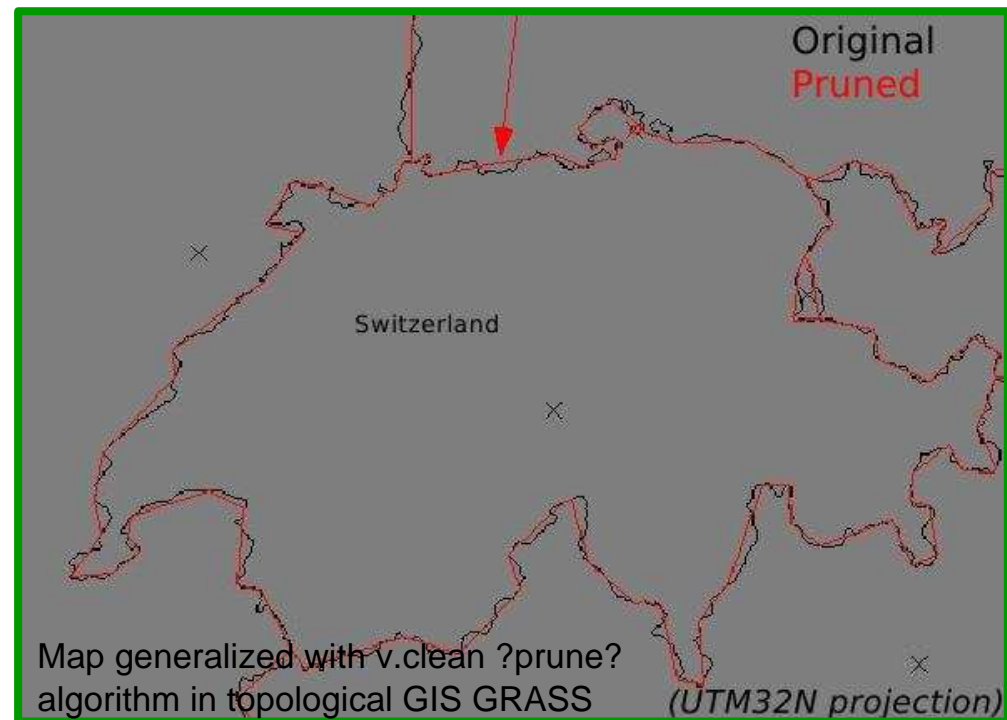 Original
Pruned
Switzerland
Map generalized with v.clean ?prune?
algorithm in topological GIS GRASS
(UTM32N projection)